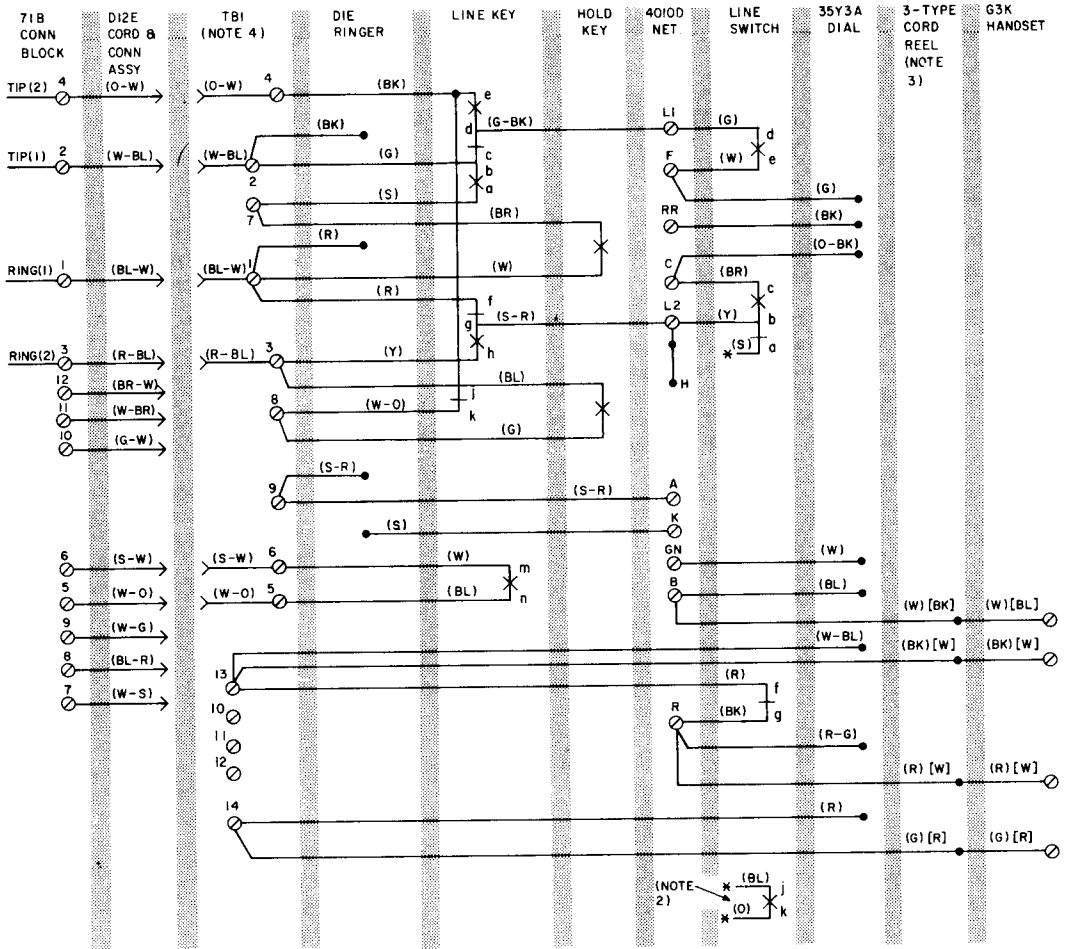 71B CONN BLOCK
D12E CORD & CONN ASSY
TB1 (NOTE 4)
D1E RINGER
LINE KEY
HOLD KEY
4010D NET.
LINE SWITCH
35Y3A DIAL
3-TYPE CORD REEL (NOTE 3)
G3K HANDSET
TIP(2) 4 (O-W) (O-W) 4 (BK) e
d (G-BK) L1 (G) d
(BK)
TIP(1) 2 (W-BL) (W-BL) 2 (G) c b F (W) e
7 (S) a (G)
(BR) RR (BK)
(R) (O-BK)
RING(1) 1 (BL-W) (BL-W) 1 (W) C (BR) c
(R) f
g (S-R) L2 (Y) b
RING(2) 3 (R-BL) (R-BL) 3 (Y) h * (S) a
(BL) H
12 (BR-W)
11 (W-BR) 8 (W-O) j k
10 (G-W) (G)
(S-R)
9 (S-R) A
(S) K
6 (S-W) (S-W) 6 (W) m GN (W)
5 (W-O) (W-O) 5 (BL) n B (BL)
9 (W-G) (W)[BK] (W)[BL]
(W-BL)
8 (BL-R) (BK)[W] (BK)[W]
13 (R) f
7 (W-S) R (BK) g
10
11 (R-G)
12 (R)[W] (R)[W]
14 (R)
(G)[R] (G)[R]
(NOTE 2) * (BL) j
* (O) k